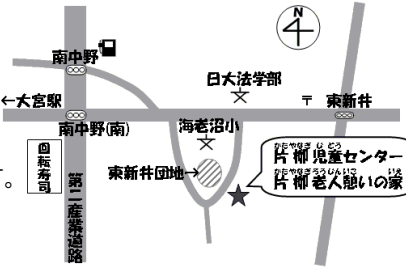 N
南中野
日大法学部
←大宮駅
〒 東新井
南中野(南)
海老沼小
回転寿司
東新井団地→
第二産業道路
かたやなぎ じ どう
片柳児童センター
かたやなぎろうじんいこ いえ
片柳老人憩いの家
。